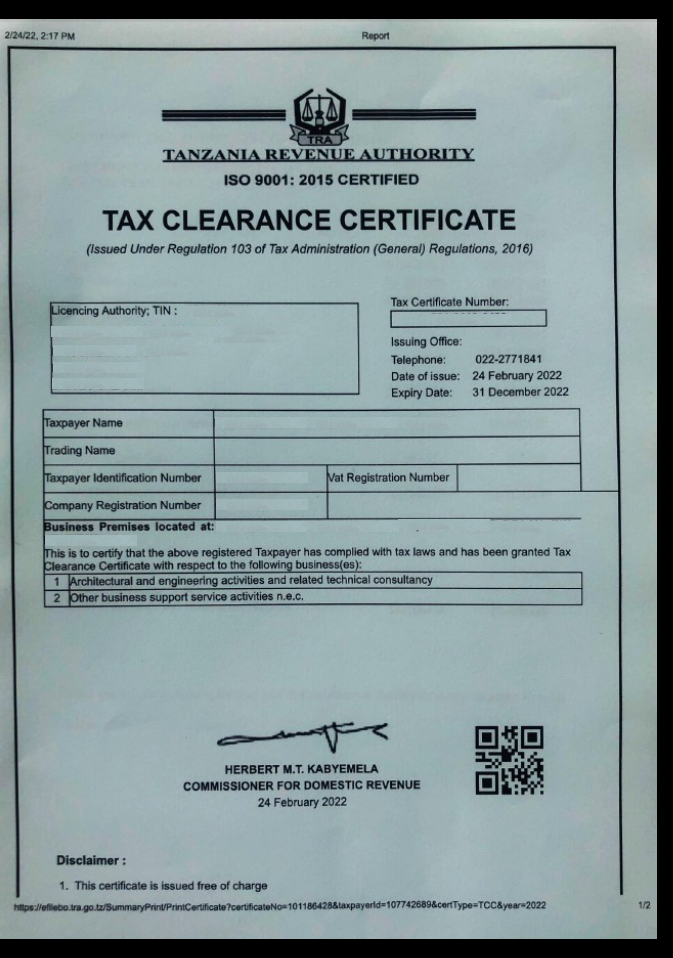 2/24/22, 2:17 PM Report
TRA
TANZANIA REVENUE AUTHORITY
ISO 9001: 2015 CERTIFIED
TAX CLEARANCE CERTIFICATE
(Issued Under Regulation 103 of Tax Administration (General) Regulations, 2016)
Licencing Authority; TIN :
Tax Certificate Number:
Issuing Office:
Telephone: 022-2771841
Date of issue: 24 February 2022
Expiry Date: 31 December 2022
Taxpayer Name
Trading Name
Taxpayer Identification Number Vat Registration Number
Company Registration Number
Business Premises located at:
This is to certify that the above registered Taxpayer has complied with tax laws and has been granted Tax
Clearance Certificate with respect to the following business(es):
1 Architectural and engineering activities and related technical consultancy
2 Other business support service activities n.e.c.
HERBERT M.T. KABYEMELA
COMMISSIONER FOR DOMESTIC REVENUE
24 February 2022
Disclaimer :
1. This certificate is issued free of charge
https://efilebo.tra.go.tz/SummaryPrint/PrintCertificate?certificateNo=101186428&taxpayerId=107742689&certType=TCC&year=2022 1/2